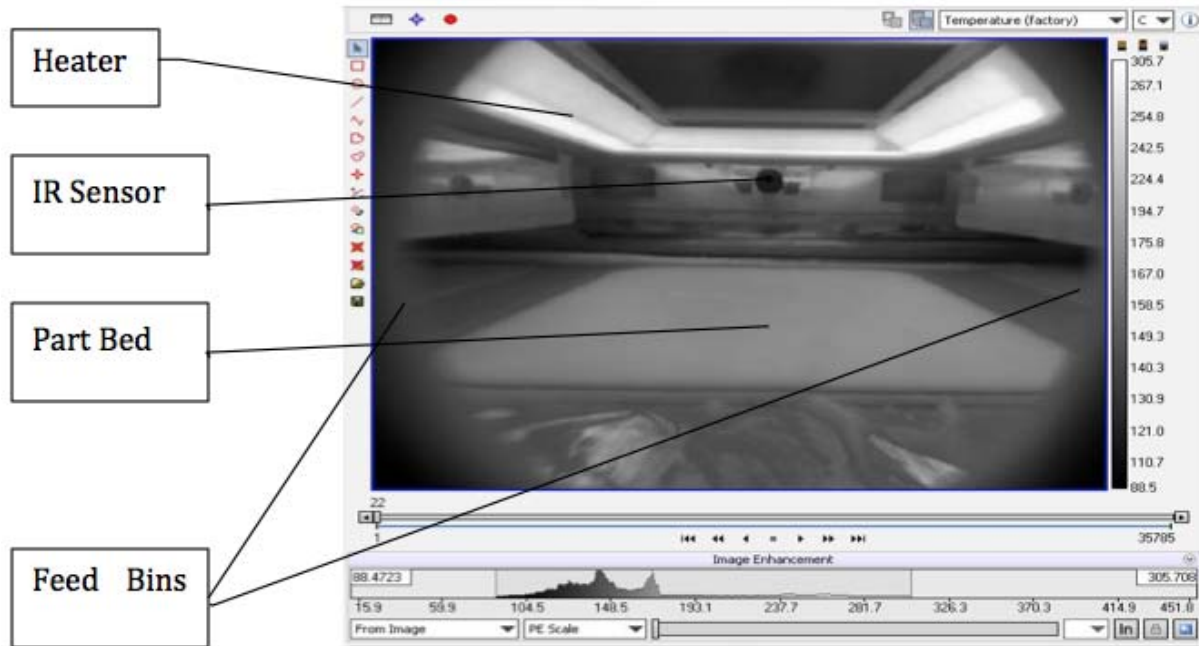 Temperature (factory) C
Heater
IR Sensor
Part Bed
Feed Bins
305.7
267.1
254.8
242.5
224.4
194.7
175.8
167.0
158.5
149.3
140.3
130.9
121.0
110.7
88.5
22
1 35785
Image Enhancement
88.4723 305.708
15.9 59.9 104.5 148.5 193.1 237.7 281.7 326.3 370.3 414.9 451.8
From Image PE Scale In